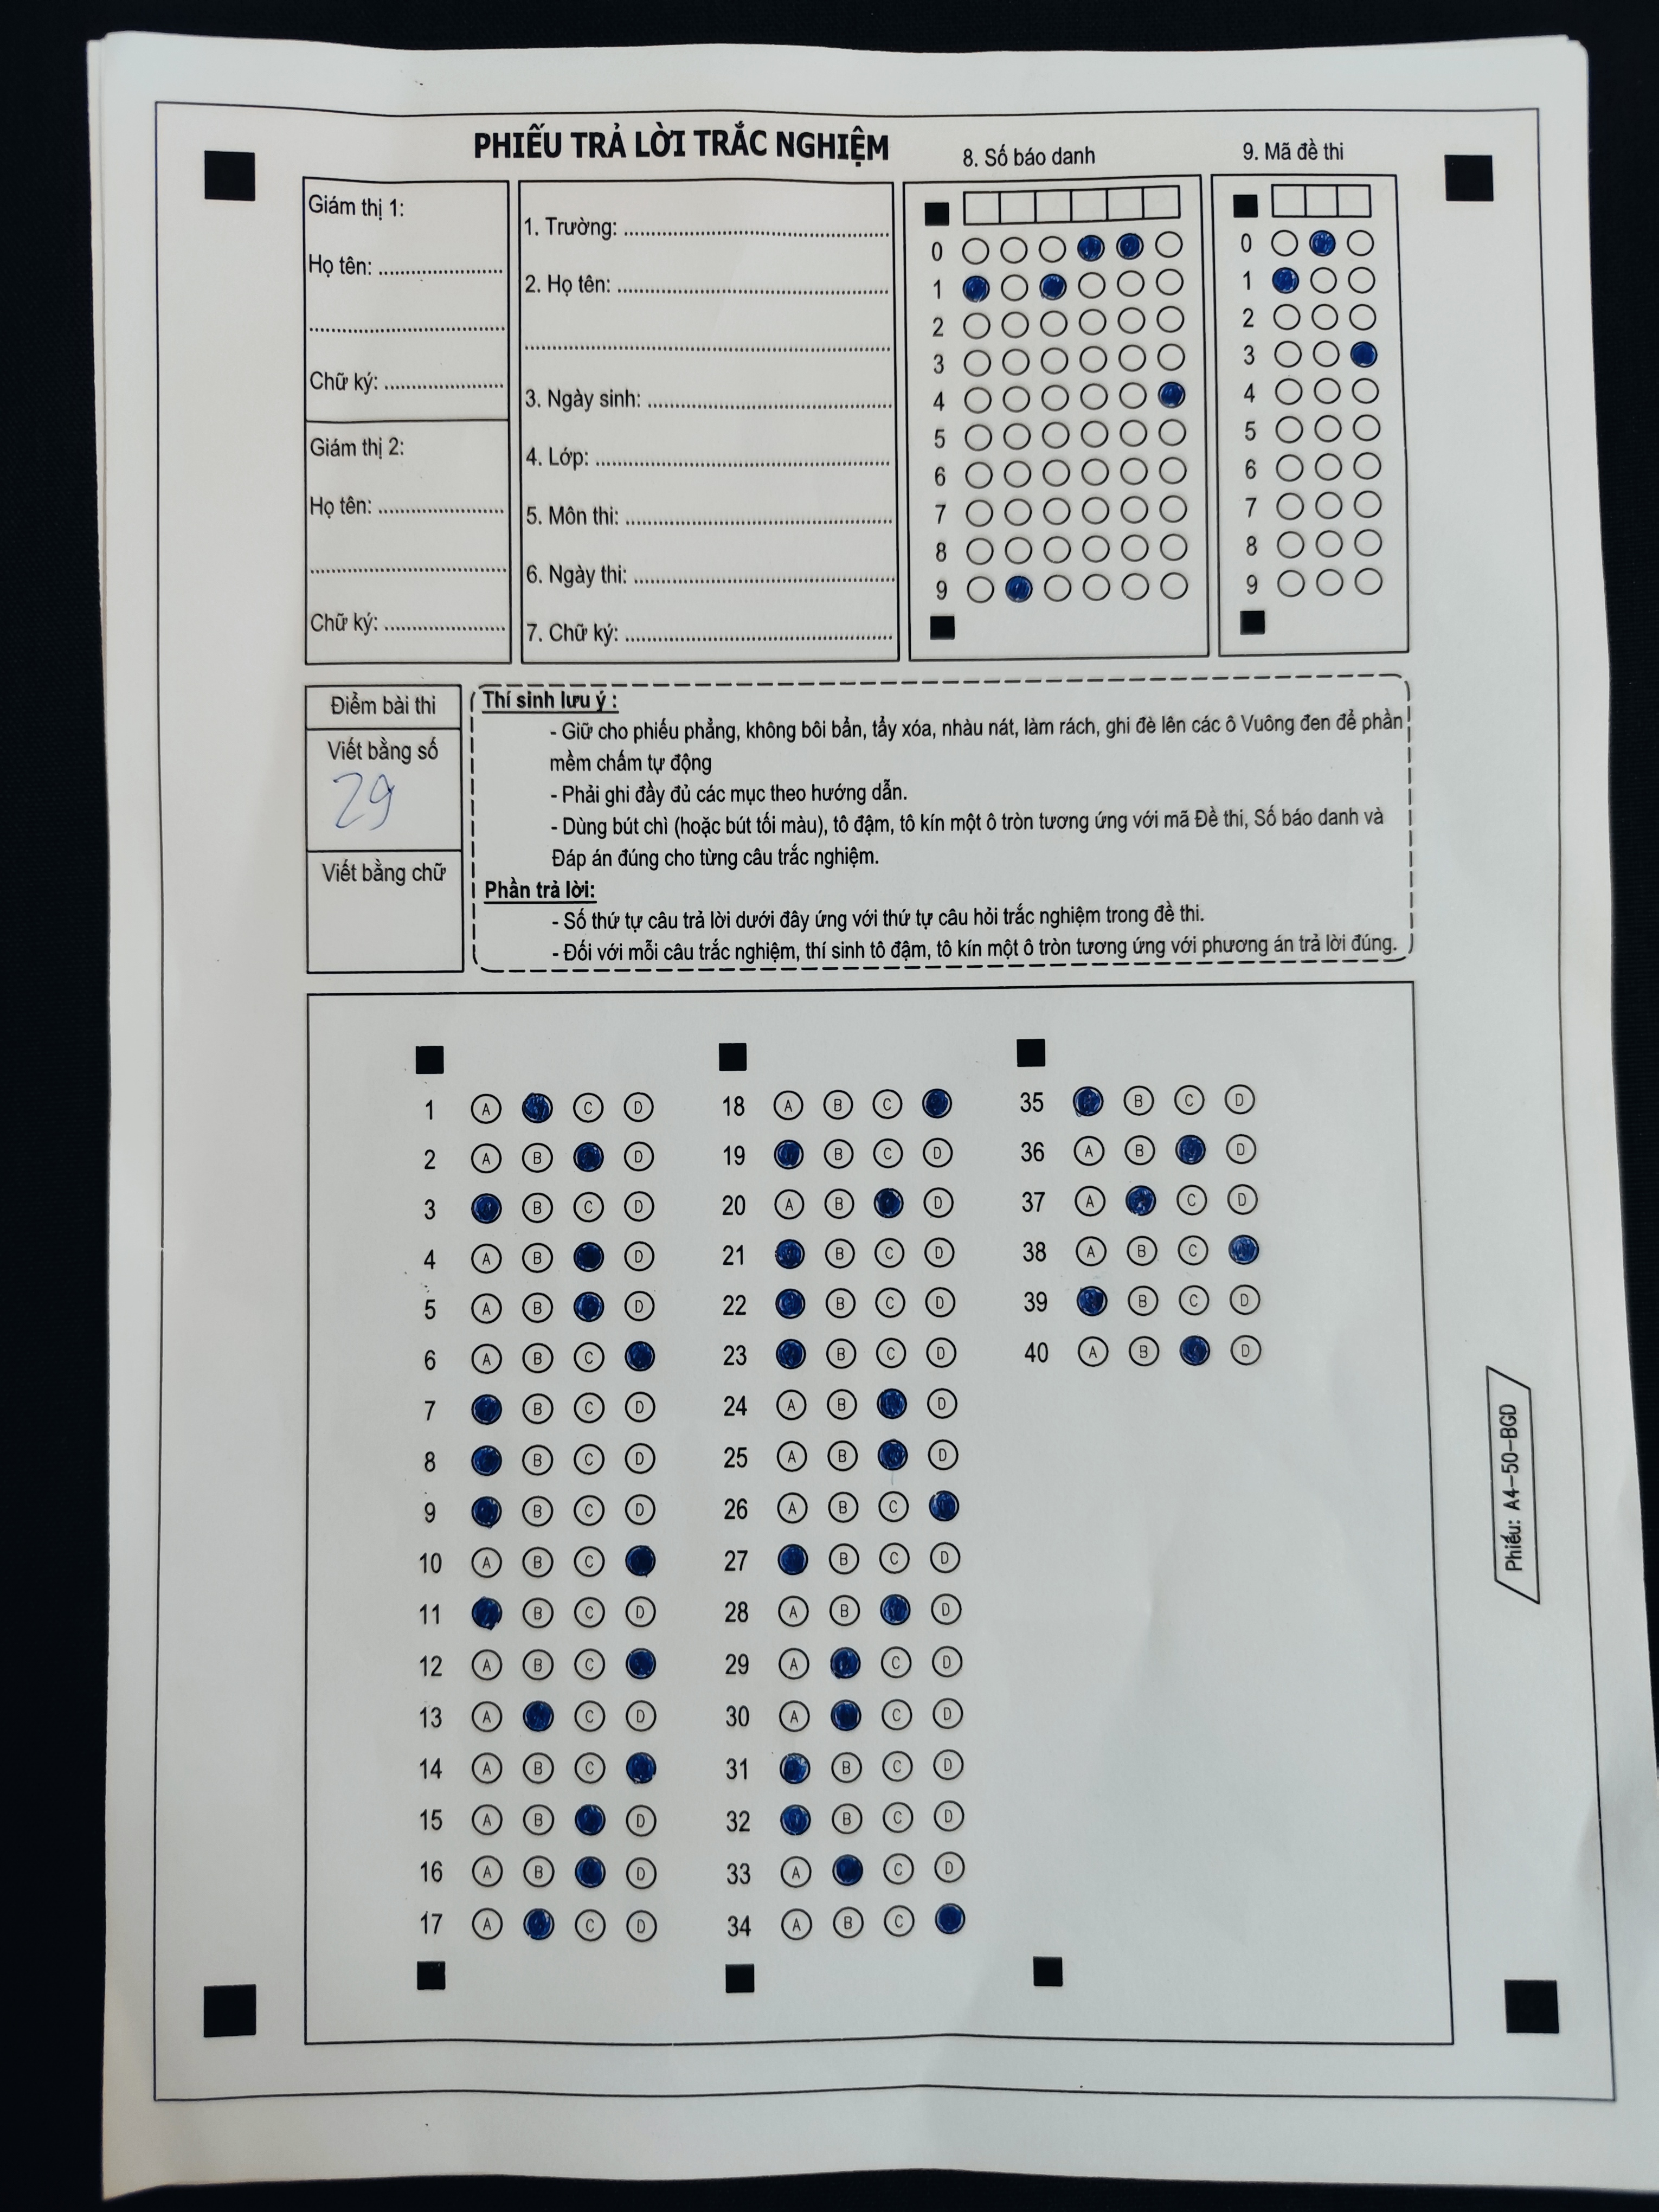 PHIẾU TRẢ LỜI TRẮC NGHIỆM
8. Số báo danh
9. Mã đề thi
Giám thị 1:
Họ tên: ......................
...................................
Chữ ký: .....................
Giám thị 2:
Họ tên: ......................
...................................
Chữ ký: .....................
1. Trường: ................................................
2. Họ tên: .................................................
..................................................................
3. Ngày sinh: ............................................
4. Lớp: .....................................................
5. Môn thi: ................................................
6. Ngày thi: ...............................................
7. Chữ ký: ................................................
0
1
2
3
4
5
6
7
8
9
0
1
2
3
4
5
6
7
8
9
Điểm bài thi
Viết bằng số
29
Viết bằng chữ
Thí sinh lưu ý :
- Giữ cho phiếu phẳng, không bôi bẩn, tẩy xóa, nhàu nát, làm rách, ghi đè lên các ô Vuông đen để phần
mềm chấm tự động
- Phải ghi đầy đủ các mục theo hướng dẫn.
- Dùng bút chì (hoặc bút tối màu), tô đậm, tô kín một ô tròn tương ứng với mã Đề thi, Số báo danh và
Đáp án đúng cho từng câu trắc nghiệm.
Phần trả lời:
- Số thứ tự câu trả lời dưới đây ứng với thứ tự câu hỏi trắc nghiệm trong đề thi.
- Đối với mỗi câu trắc nghiệm, thí sinh tô đậm, tô kín một ô tròn tương ứng với phương án trả lời đúng.
1 A C D
2 A B D
3 B C D
4 A B D
5 A B D
6 A B C
7 B C D
8 B C D
9 B C D
10 A B C
11 B C D
12 A B C
13 A C D
14 A B C
15 A B D
16 A B D
17 A C D
18 A B C
19 B C D
20 A B D
21 B C D
22 B C D
23 B C D
24 A B D
25 A B D
26 A B C
27 B C D
28 A B D
29 A C D
30 A C D
31 B C D
32 B C D
33 A C D
34 A B C
35 B C D
36 A B D
37 A C D
38 A B C
39 B C D
40 A B D
Phiếu: A4-50-BGD